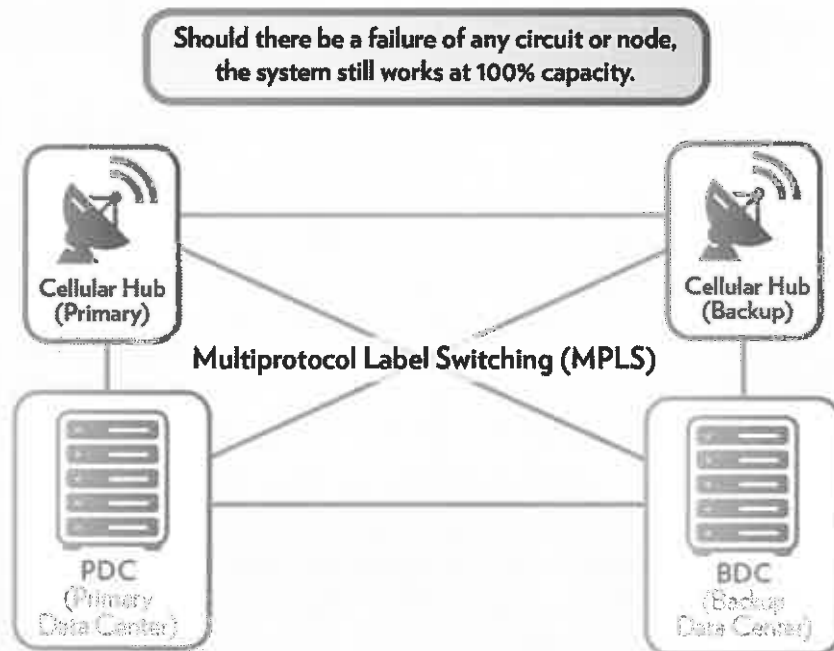 Should there be a failure of any circuit or node,
the system still works at 100% capacity.
Cellular Hub
(Primary)
Cellular Hub
(Backup)
Multiprotocol Label Switching (MPLS)
PDC
(Primary
Data Center)
BDC
(Backup
Data Center)